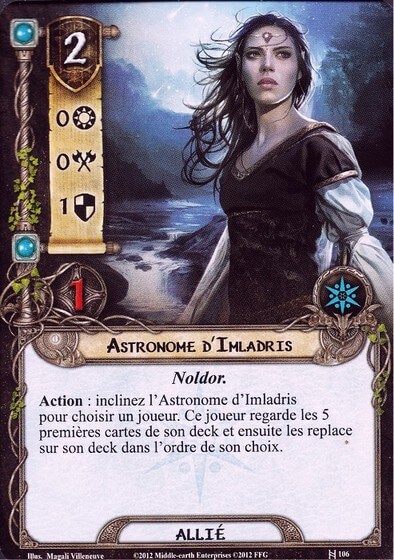 2
0
0
1
1
R
ASTRONOME D'IMLADRIS
Noldor.
Action : inclinez l'Astronome d'Imladris
pour choisir un joueur. Ce joueur regarde les 5
premières cartes de son deck et ensuite les replace
sur son deck dans l'ordre de son choix.
ALLIÉ
Illus. Magali Villeneuve ©2012 Middle-earth Enterprises ©2012 FFG 106